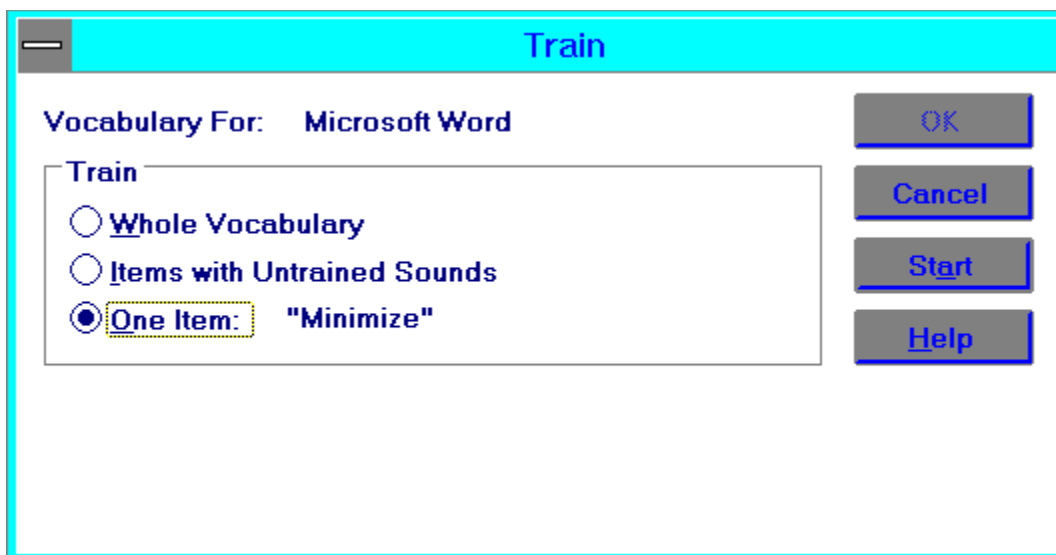 Train
Vocabulary For: Microsoft Word
Train
Whole Vocabulary
Items with Untrained Sounds
One Item: "Minimize"
OK
Cancel
Start
Help